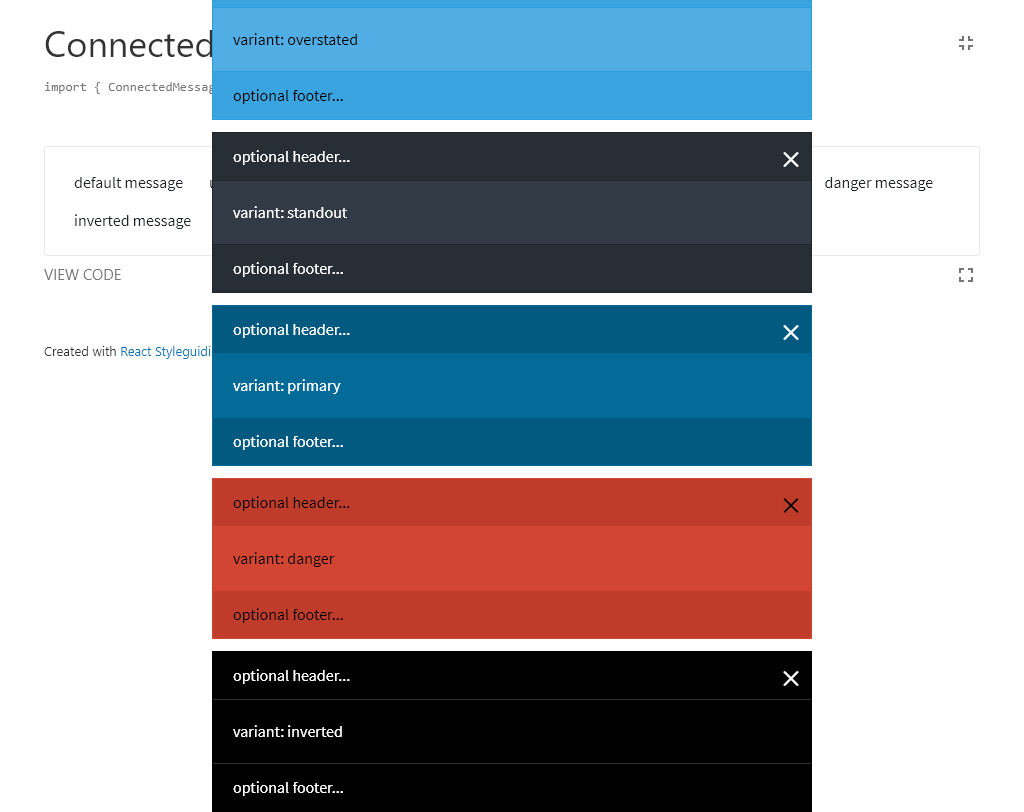 Connected
import { ConnectedMessag
default message
danger message
inverted message
VIEW CODE
Created with React Styleguidi
variant: overstated
optional footer...
optional header...
variant: standout
optional footer...
optional header...
variant: primary
optional footer...
optional header...
variant: danger
optional footer...
optional header...
variant: inverted
optional footer...